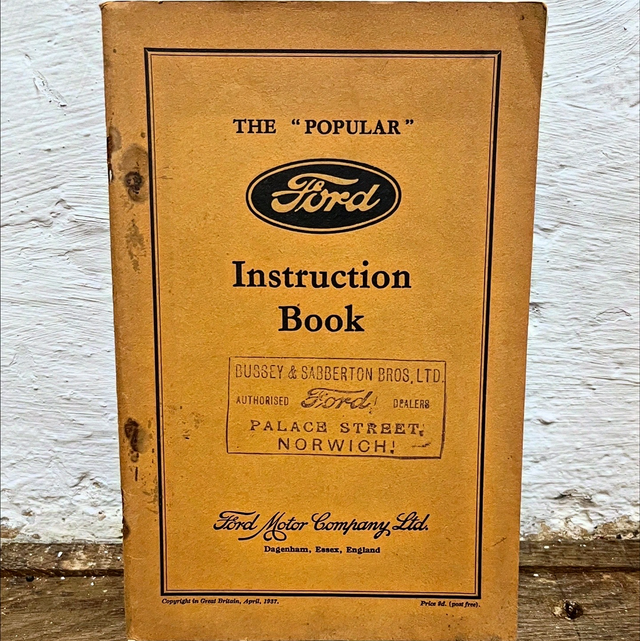 THE "POPULAR"
Ford
Instruction
Book
BUSSEY & SABBERTON BROS, LTD.
AUTHORISED Ford DEALERS
PALACE STREET,
NORWICH.
Ford Motor Company, Ltd.
Dagenham, Essex, England
Copyright in Great Britain, April, 1937. Price 9d. (post free).